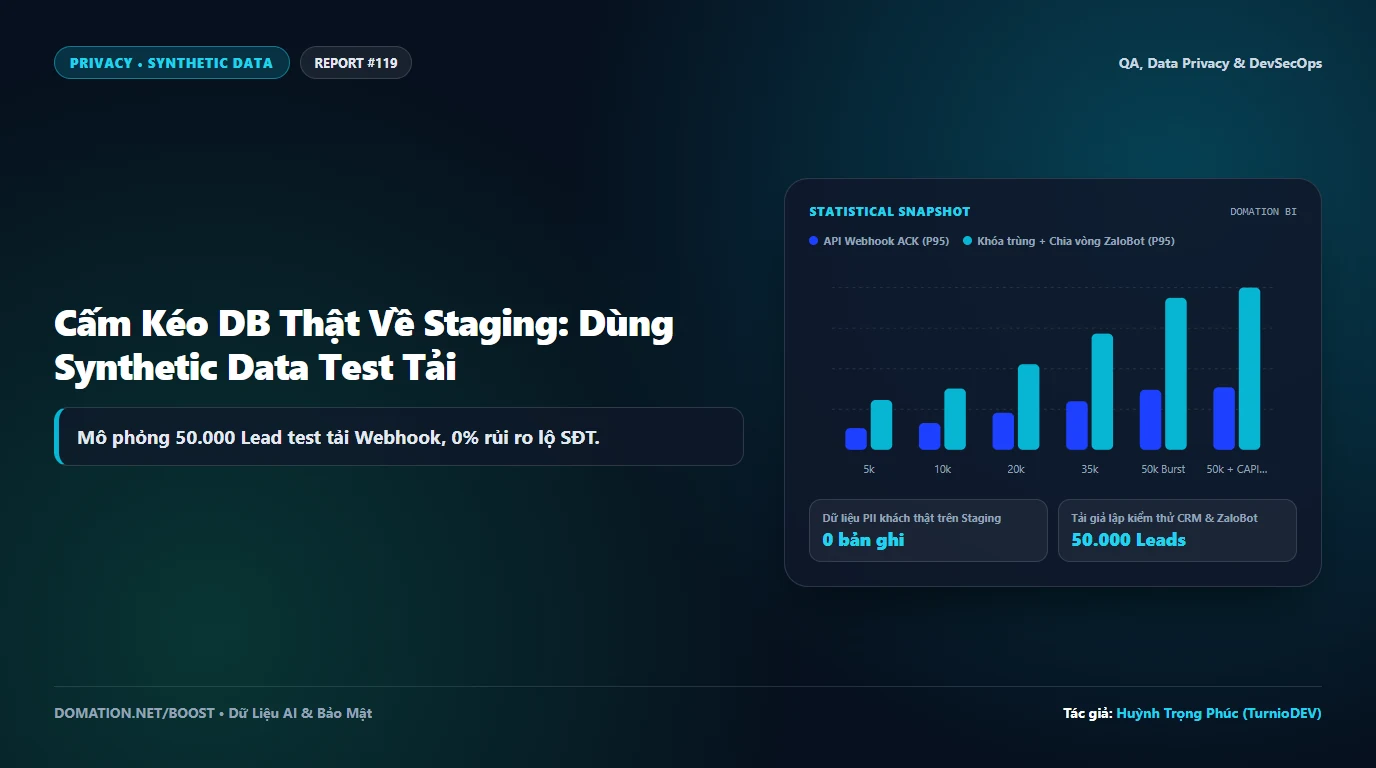 PRIVACY • SYNTHETIC DATA
REPORT #119
QA, Data Privacy & DevSecOps
Cấm Kéo DB Thật Về Staging: Dùng
Synthetic Data Test Tải
Mô phỏng 50.000 Lead test tải Webhook, 0% rủi ro lộ SĐT.
STATISTICAL SNAPSHOT
DOMATION BI
API Webhook ACK (P95)
Khóa trùng + Chia vòng ZaloBot (P95)
5k
10k
20k
35k
50k Burst
50k + CAPI...
Dữ liệu PII khách thật trên Staging
0 bản ghi
Tải giả lập kiểm thử CRM & ZaloBot
50.000 Leads
DOMATION.NET/BOOST • Dữ Liệu AI & Bảo Mật
Tác giả: Huỳnh Trọng Phúc (TurnioDEV)